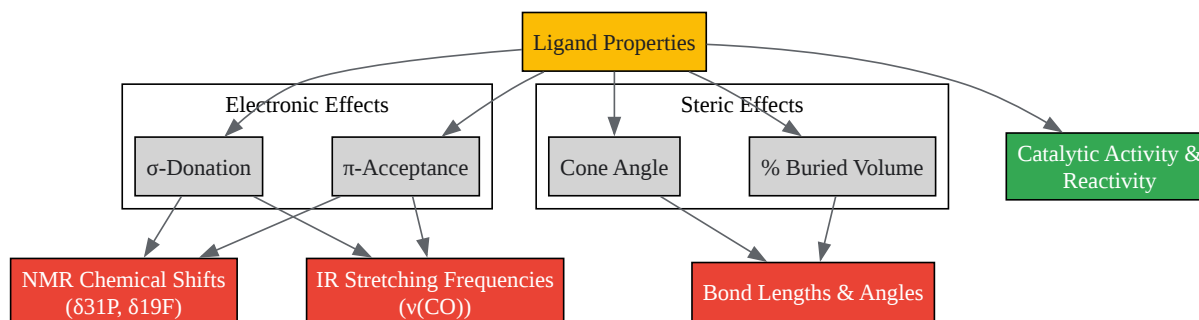 Ligand Properties
Electronic Effects
Steric Effects
σ-Donation
π-Acceptance
Cone Angle
% Buried Volume
Catalytic Activity &
Reactivity
NMR Chemical Shifts
(δ31P, δ19F)
IR Stretching Frequencies
(ν(CO))
Bond Lengths & Angles